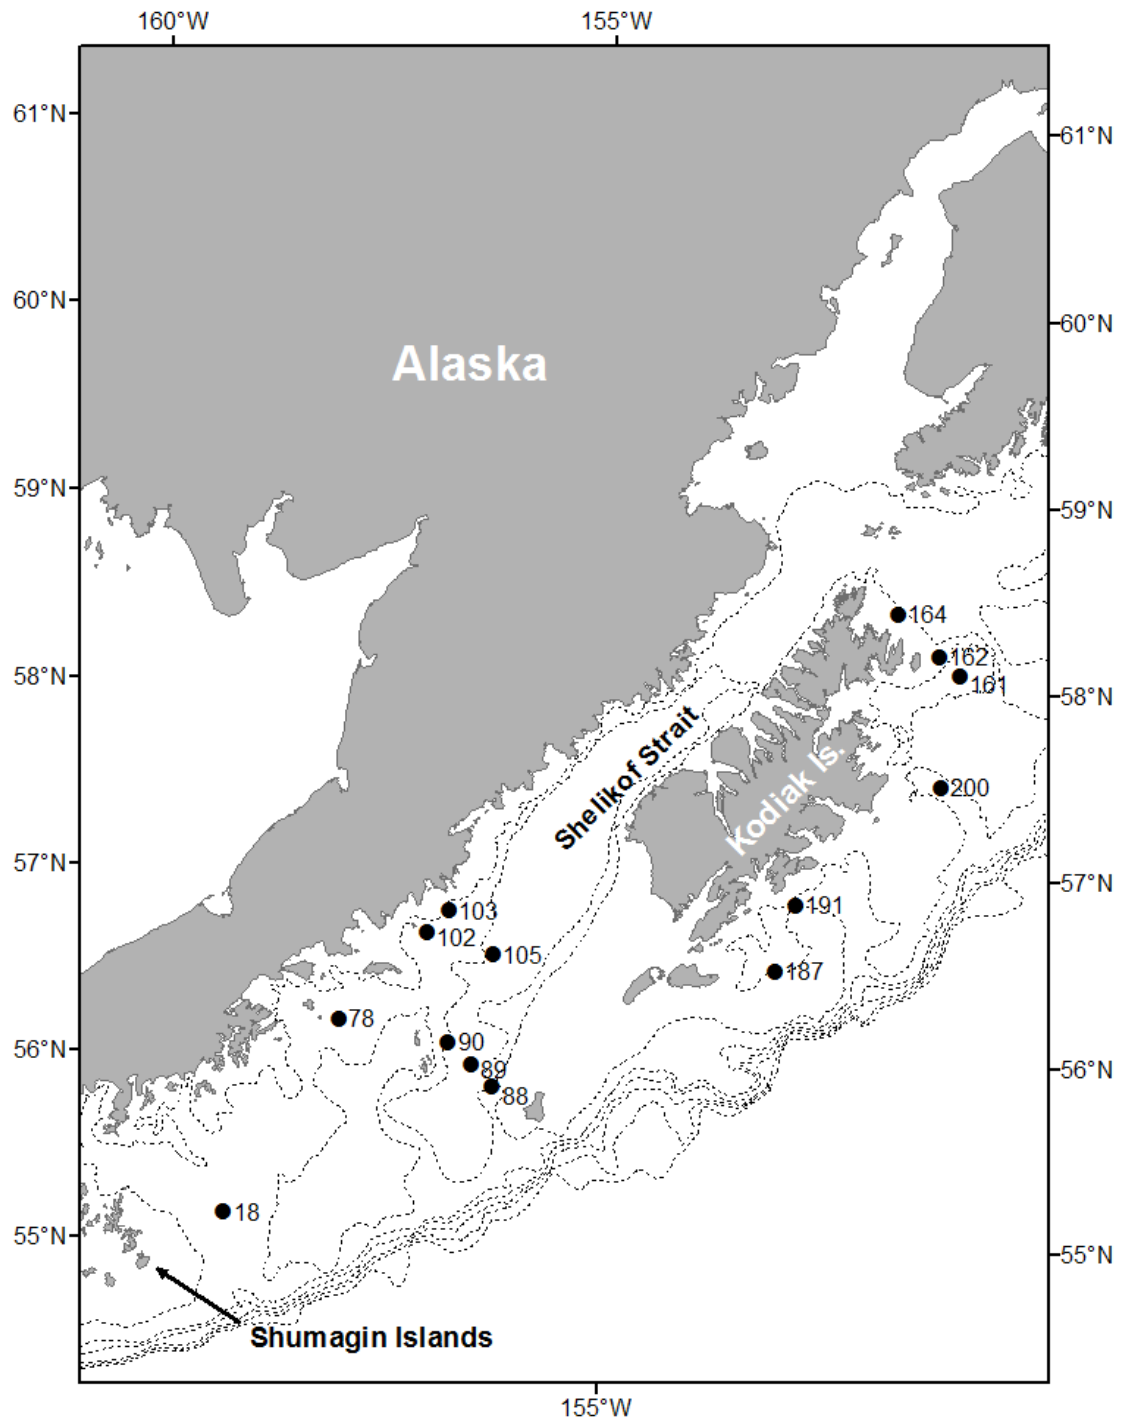 160°W
155°W
61°N
61°N
60°N
60°N
Alaska
59°N
59°N
164
162
161
58°N
58°N
Shelikof Strait
Kodiak Is.
200
57°N
57°N
103
191
102
105
187
78
90
56°N
89
56°N
88
18
55°N
55°N
Shumagin Islands
155°W